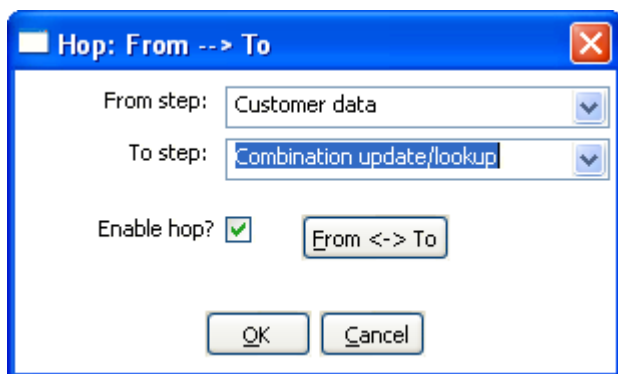 Hop: From --> To
From step: Customer data
To step: Combination update/lookup
Enable hop? From <-> To
OK Cancel